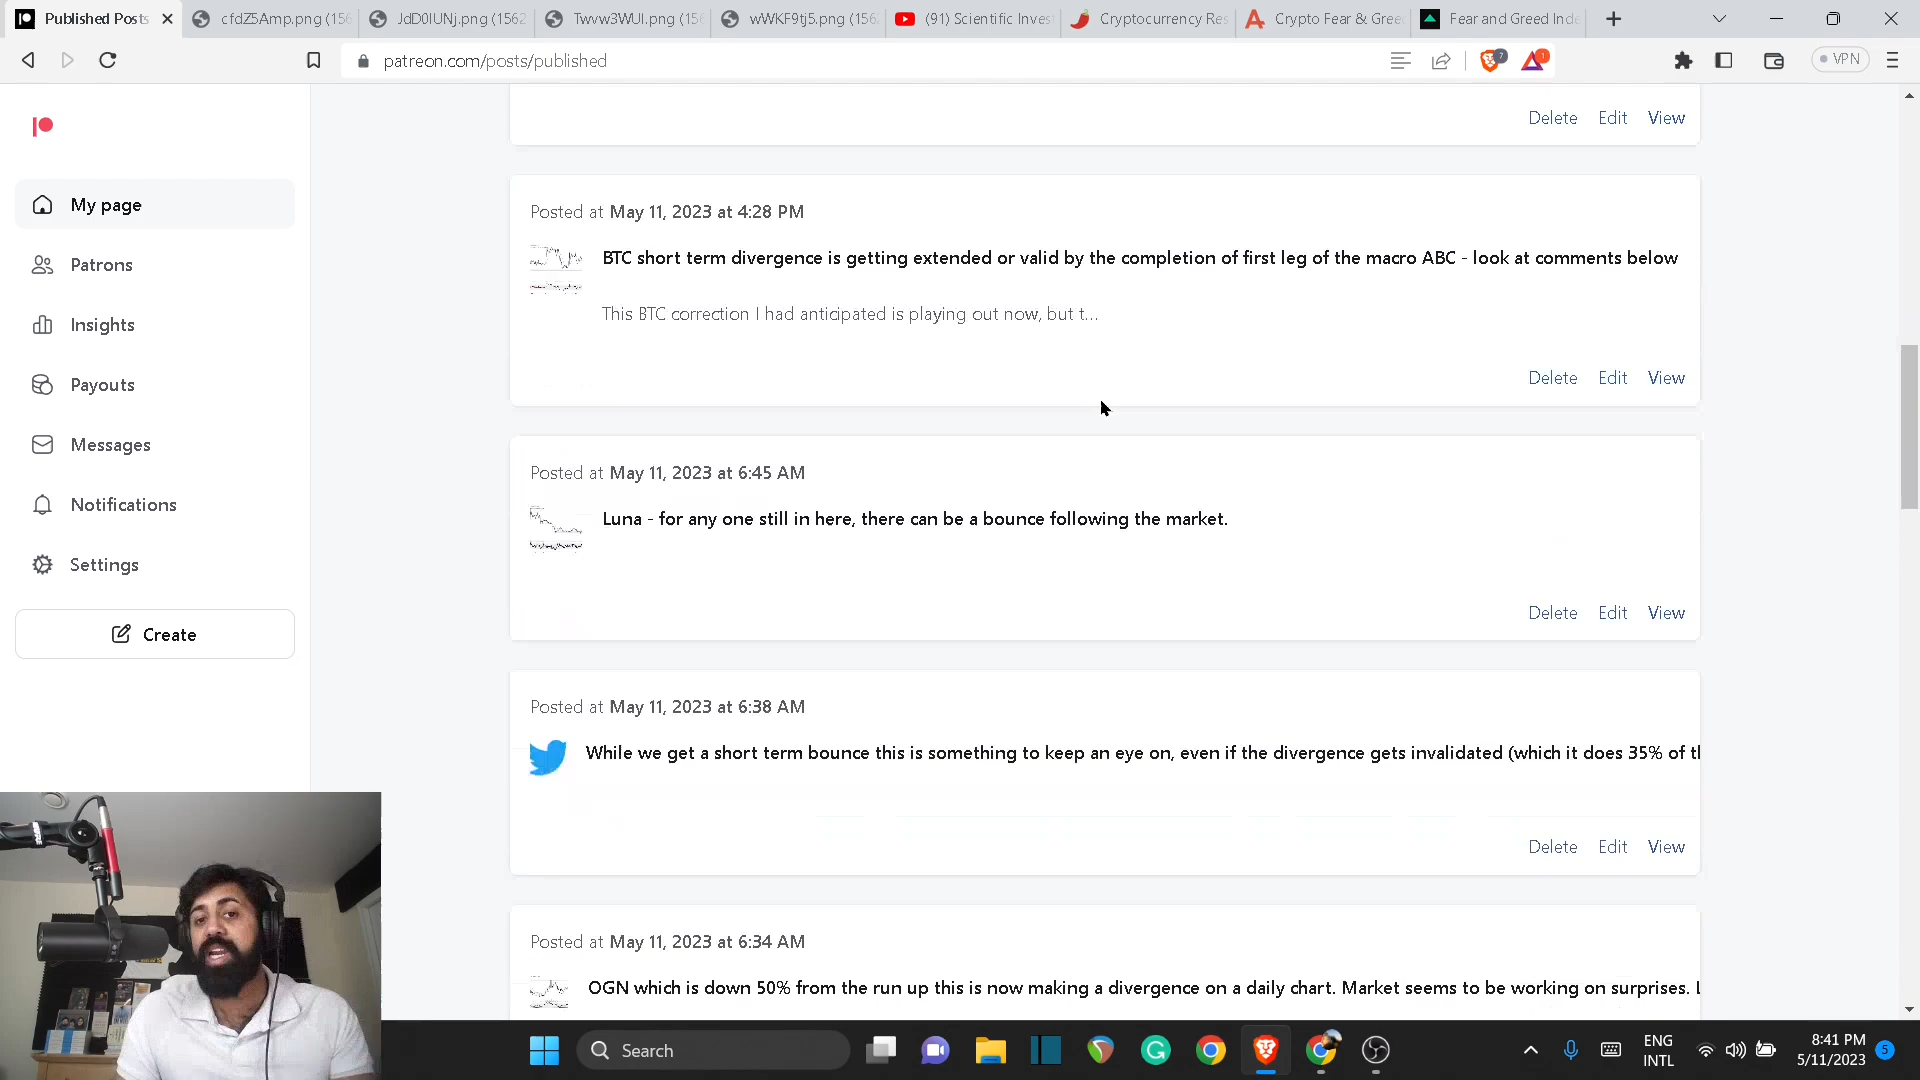 Published Posts
cfdZ5Amp.png (156
JdD0IUNj.png (1562
Twvw3WUI.png (156
wWKF9tj5.png (156
(91) Scientific Inves
Cryptocurrency Res
Crypto Fear & Gree
Fear and Greed Inde
patreon.com/posts/published
7
1
VPN
My page
Patrons
Insights
Payouts
Messages
Notifications
Settings
Create
Delete Edit View
Posted at May 11, 2023 at 4:28 PM
BTC short term divergence is getting extended or valid by the completion of first leg of the macro ABC - look at comments below
This BTC correction I had anticipated is playing out now, but t...
Delete Edit View
Posted at May 11, 2023 at 6:45 AM
Luna - for any one still in here, there can be a bounce following the market.
Delete Edit View
Posted at May 11, 2023 at 6:38 AM
While we get a short term bounce this is something to keep an eye on, even if the divergence gets invalidated (which it does 35% of tl
Delete Edit View
Posted at May 11, 2023 at 6:34 AM
OGN which is down 50% from the run up this is now making a divergence on a daily chart. Market seems to be working on surprises. L
Search
ENG
INTL
8:41 PM
5/11/2023
5